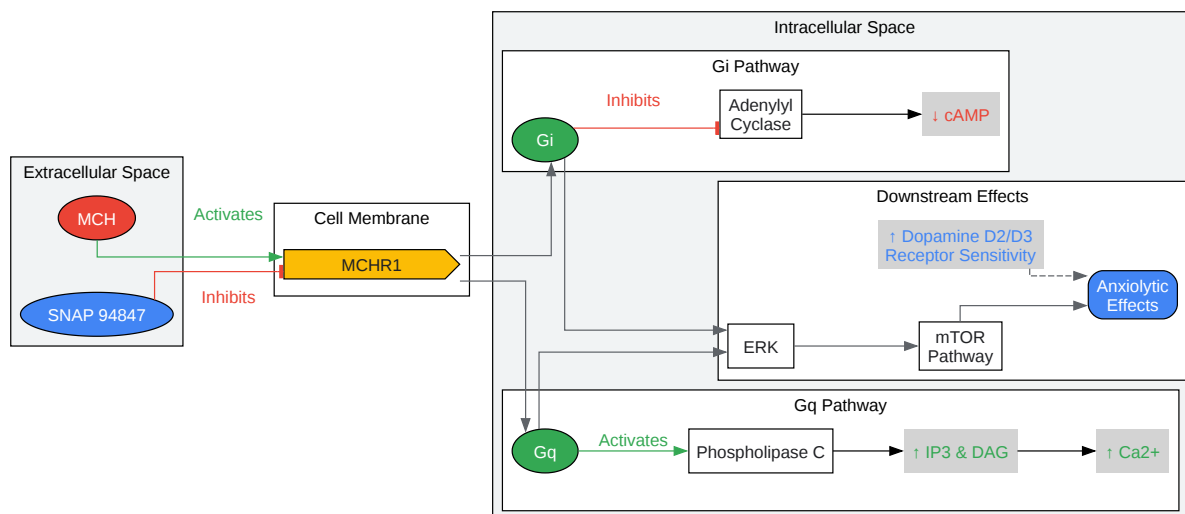 Intracellular Space
Gi Pathway
Inhibits
Adenylyl
Cyclase
↓ cAMP
Gi
Extracellular Space
MCH
Activates
SNAP 94847
Inhibits
Cell Membrane
MCHR1
Downstream Effects
↑ Dopamine D2/D3
Receptor Sensitivity
Anxiolytic
Effects
ERK
mTOR
Pathway
Gq Pathway
Gq
Activates
Phospholipase C
↑ IP3 & DAG
↑ Ca2+